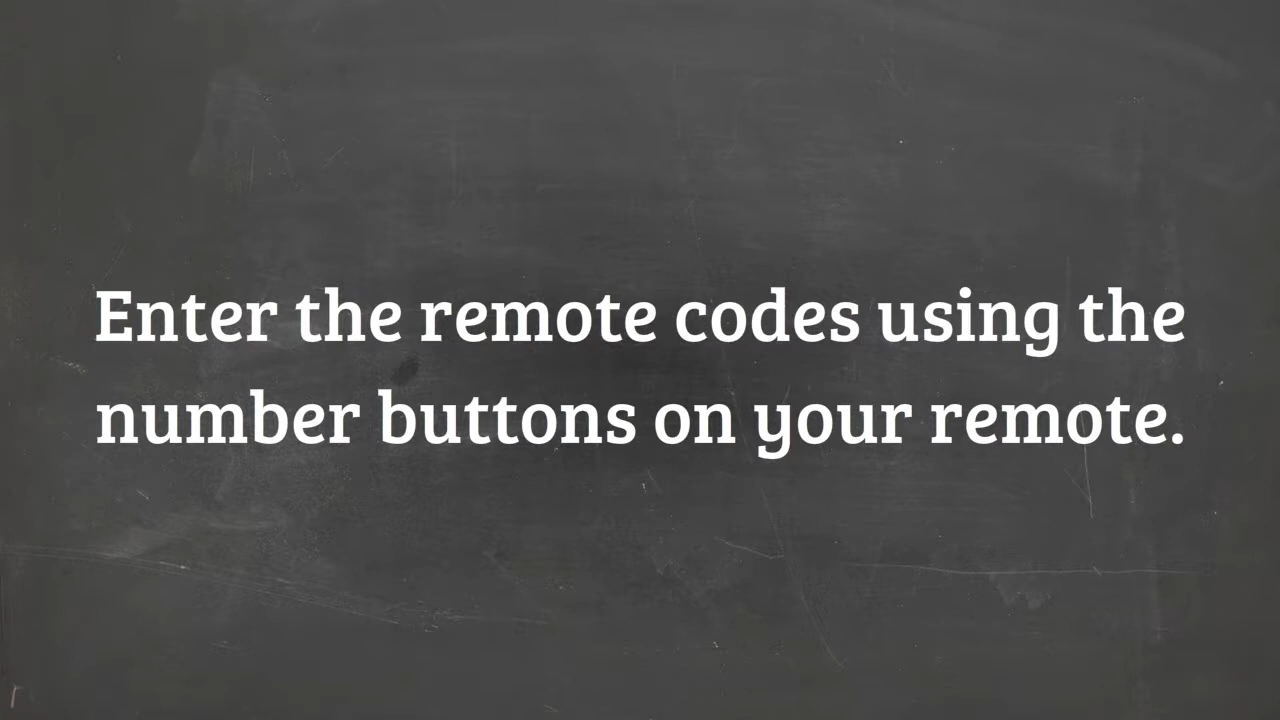 Enter the remote codes using the
number buttons on your remote.